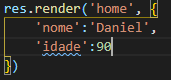 res.render('home', {
'nome':'Daniel',
'idade':90
})